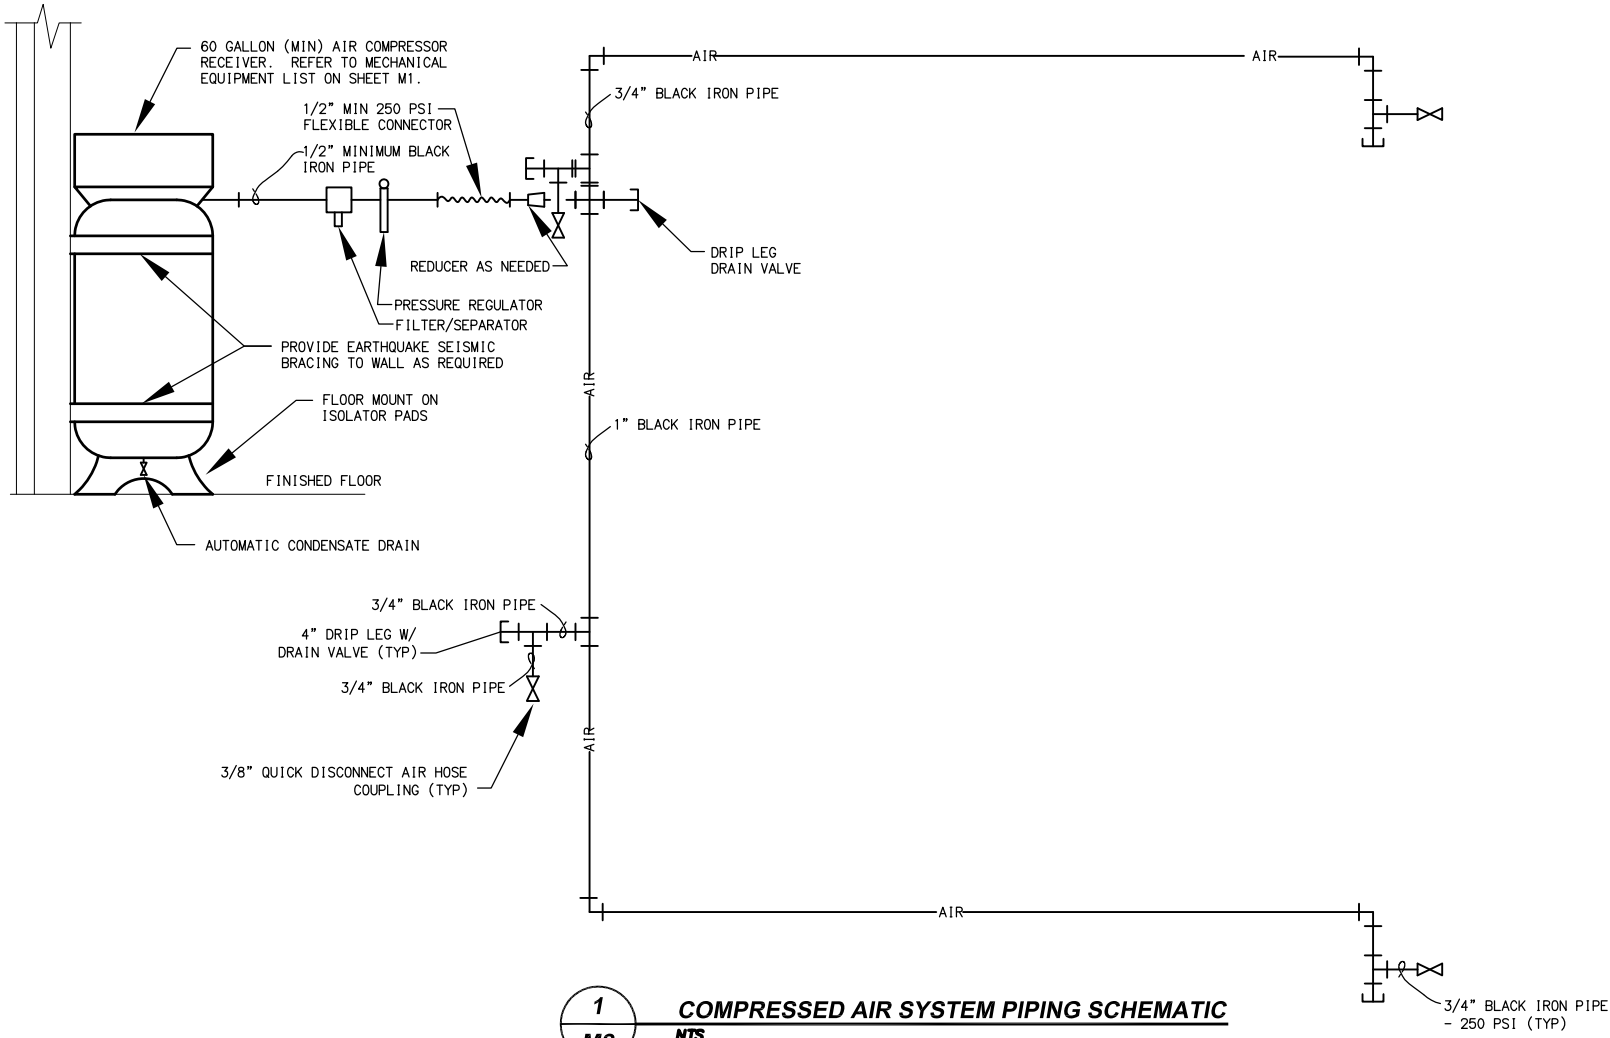 60 GALLON (MIN) AIR COMPRESSOR
RECEIVER. REFER TO MECHANICAL
EQUIPMENT LIST ON SHEET M1.
1/2” MIN 250 PSI
FLEXIBLE CONNECTOR
1/2” MINIMUM BLACK
IRON PIPE
AIR
AIR
3/4” BLACK IRON PIPE
REDUCER AS NEEDED
DRIP LEG
DRAIN VALVE
PRESSURE REGULATOR
FILTER/SEPARATOR
PROVIDE EARTHQUAKE SEISMIC
BRACING TO WALL AS REQUIRED
AIR
FLOOR MOUNT ON
ISOLATOR PADS
1” BLACK IRON PIPE
FINISHED FLOOR
AUTOMATIC CONDENSATE DRAIN
3/4” BLACK IRON PIPE
4” DRIP LEG W/
DRAIN VALVE (TYP)
3/4” BLACK IRON PIPE
AIR
3/8” QUICK DISCONNECT AIR HOSE
COUPLING (TYP)
AIR
3/4” BLACK IRON PIPE
- 250 PSI (TYP)
1
COMPRESSED AIR SYSTEM PIPING SCHEMATIC
NTS